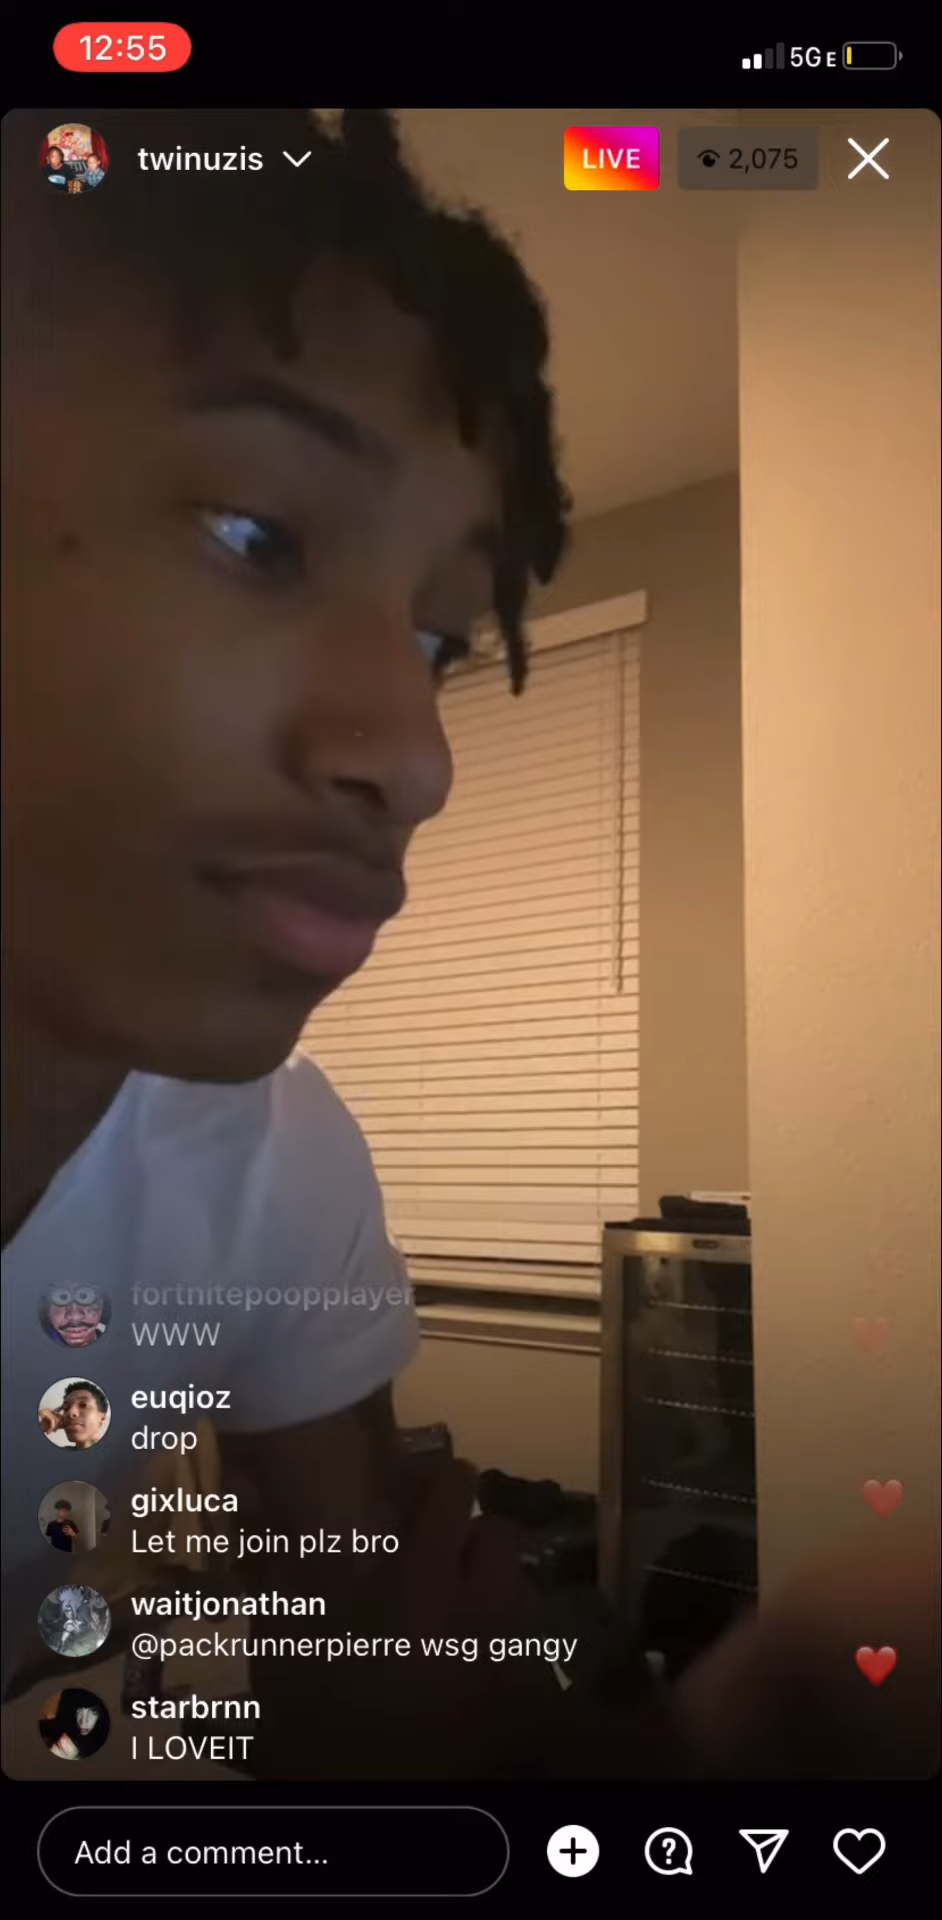 12:55
5GE
twinuzis
LIVE
2,075
fortnitepoopplayer
WWW
euqioz
drop
gixluca
Let me join plz bro
waitjonathan
@packrunnerpierre wsg gangy
starbrnn
I LOVEIT
Add a comment...